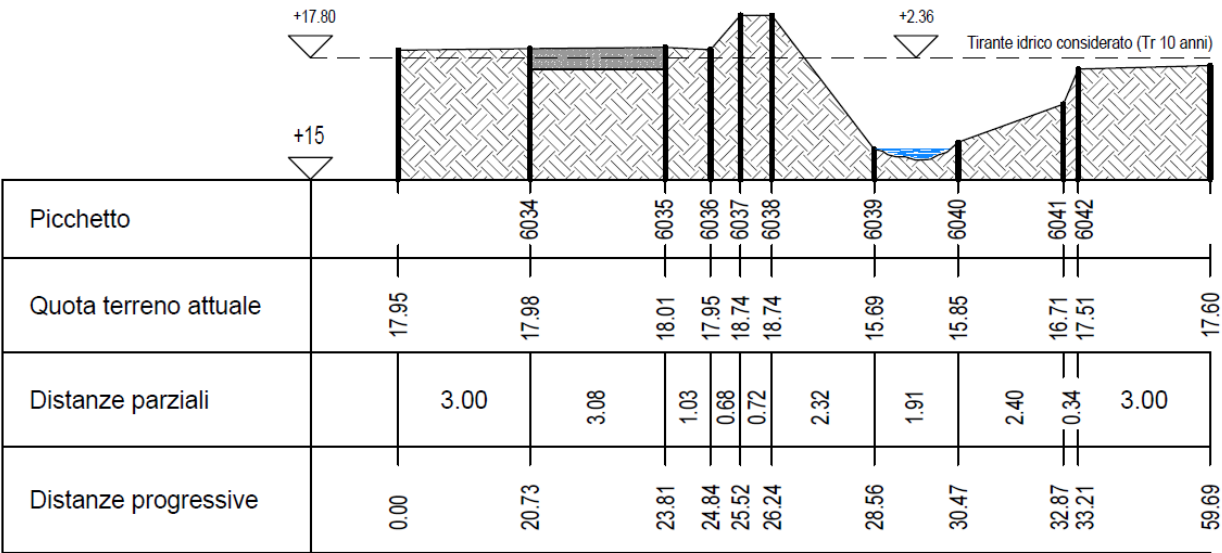 +17.80
+2.36
Tirante idrico considerato (Tr 10 anni)
+15
Picchetto 6034 6035 6036 6037 6038 6039 6040 6041 6042
Quota terreno attuale 17.95 17.98 18.01 17.95 18.74 18.74 15.69 15.85 16.71 17.51 17.60
Distanze parziali 3.00 3.08 1.03 0.68 0.72 2.32 1.91 2.40 0.34 3.00
Distanze progressive 0.00 20.73 23.81 24.84 25.52 26.24 28.56 30.47 32.87 33.21 59.69